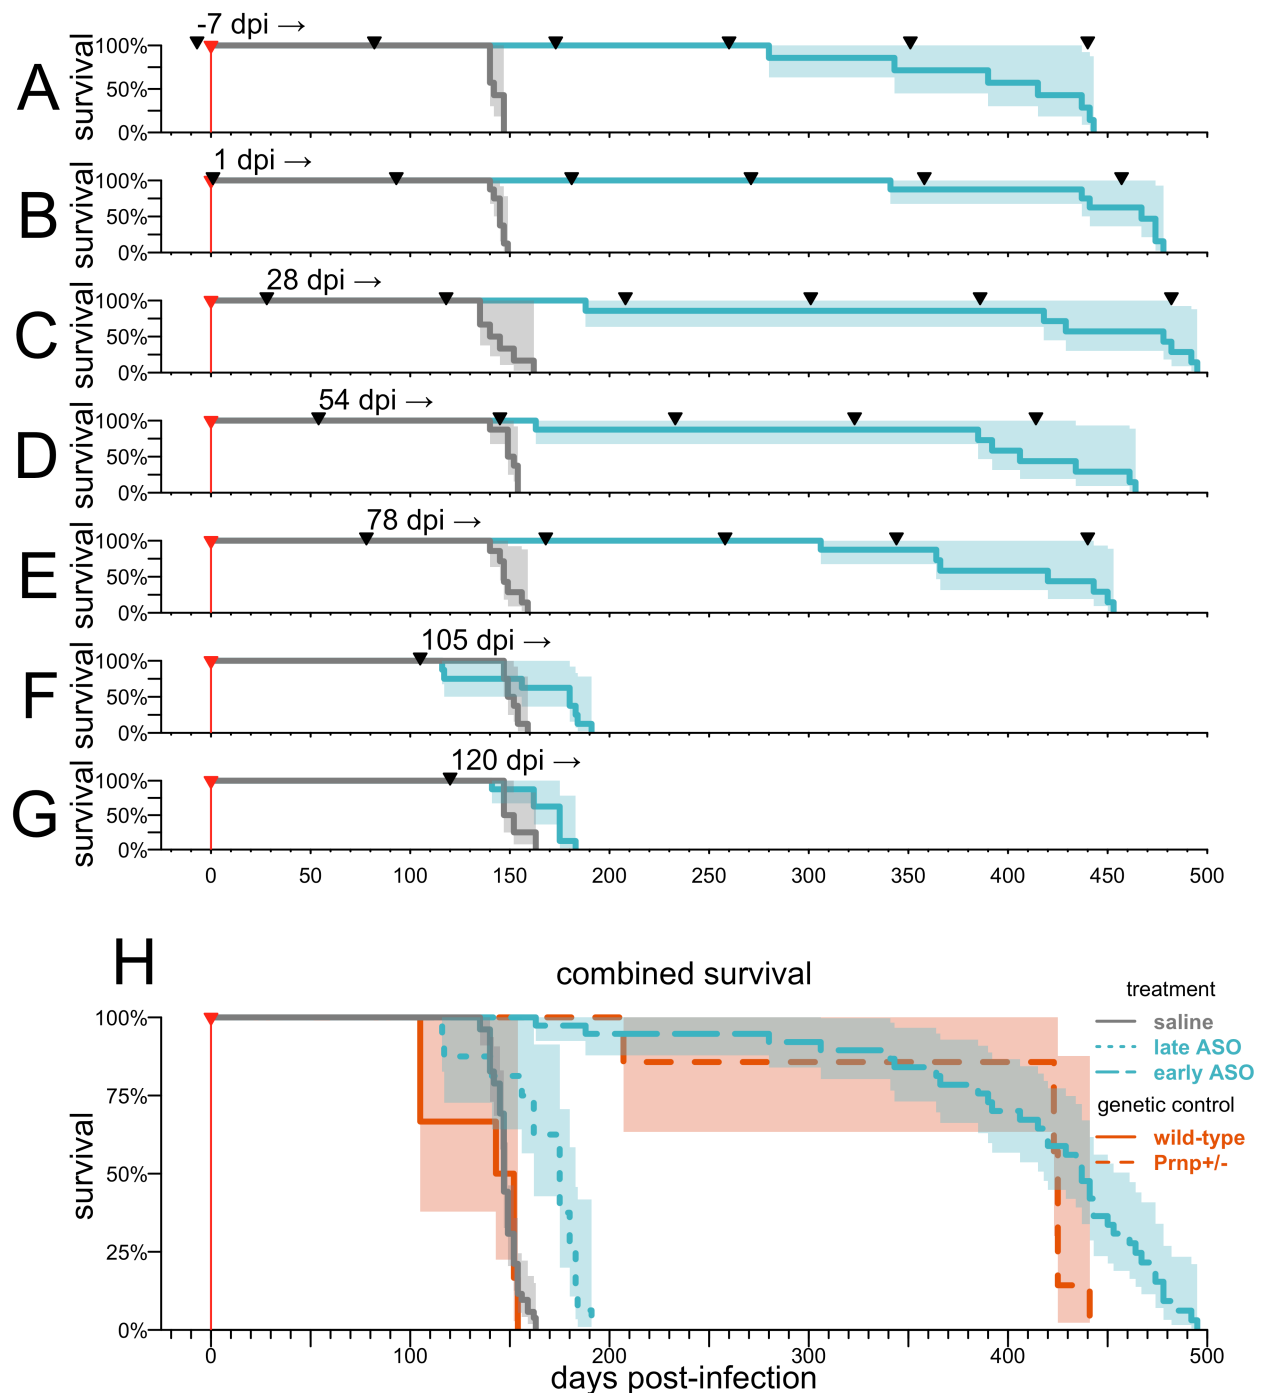 A
survival
-7 dpi →
100%
50%
0%
B
survival
1 dpi →
100%
50%
0%
C
survival
28 dpi →
100%
50%
0%
D
survival
54 dpi →
100%
50%
0%
E
survival
78 dpi →
100%
50%
0%
F
survival
105 dpi →
100%
50%
0%
G
survival
120 dpi →
100%
50%
0%
0 50 100 150 200 250 300 350 400 450 500
H
combined survival
survival
100%
75%
50%
25%
0%
0 100 200 300 400 500
days post-infection
treatment
saline
late ASO
early ASO
genetic control
wild-type
Prnp+/-